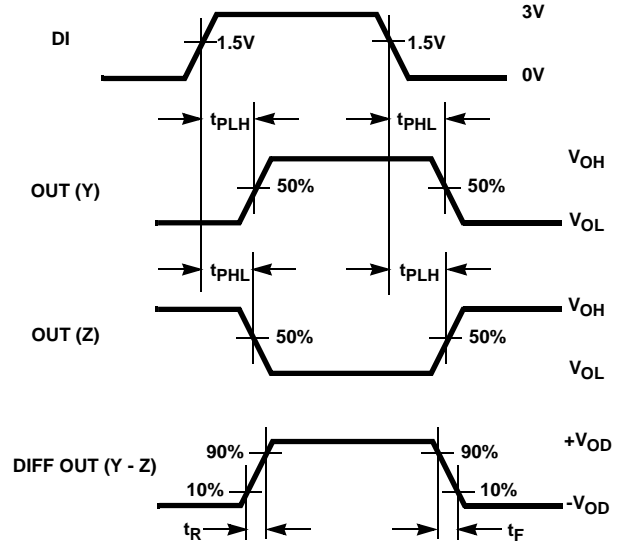 3V
DI
1.5V
1.5V
0V
tPLH
tPHL
VOH
OUT (Y)
50%
50%
VOL
tPHL
tPLH
VOH
OUT (Z)
50%
50%
VOL
+VOD
90%
90%
DIFF OUT (Y - Z)
10%
10%
-VOD
tR
tF